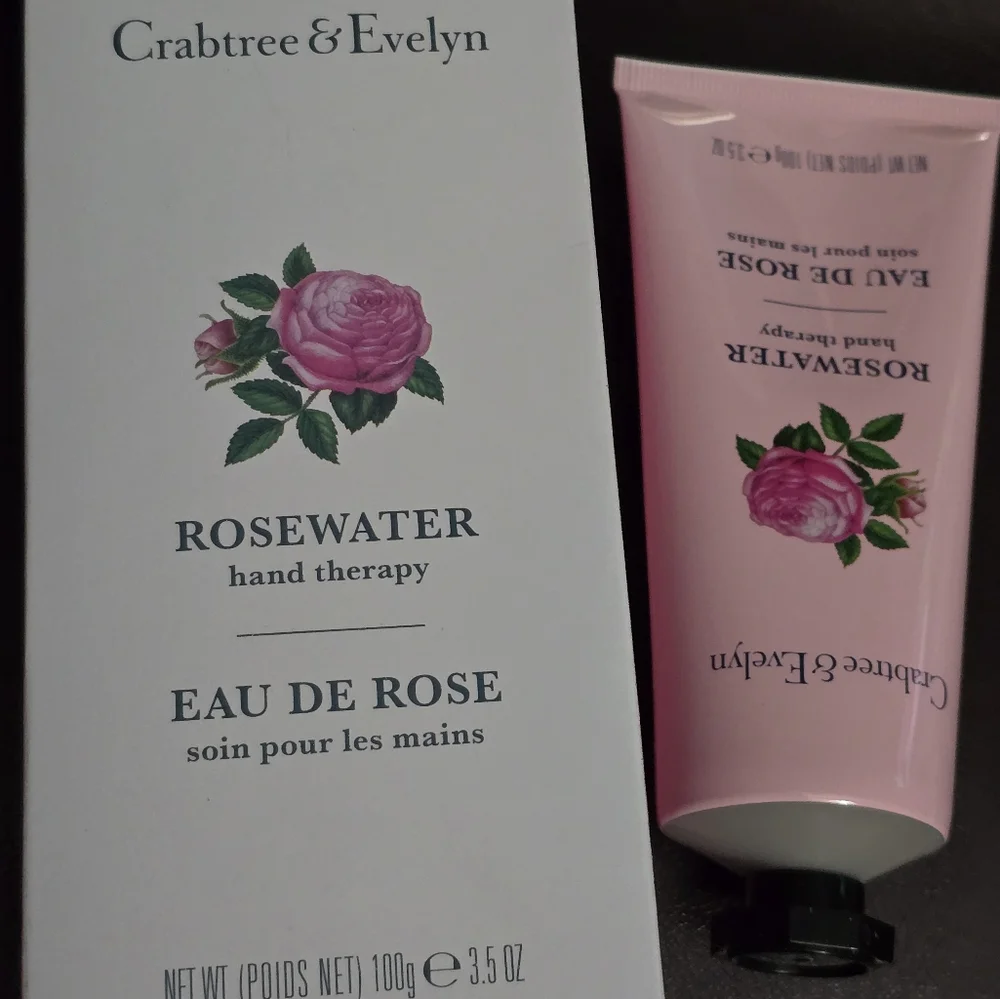 Crabtree & Evelyn
ROSEWATER
hand therapy
EAU DE ROSE
soin pour les mains
NET WT (POIDS NET) 100g ℮ 3.5 OZ
Crabtree & Evelyn
ROSEWATER
hand therapy
EAU DE ROSE
soin pour les mains
NET WT (POIDS NET) 100g ℮ 3.5 OZ